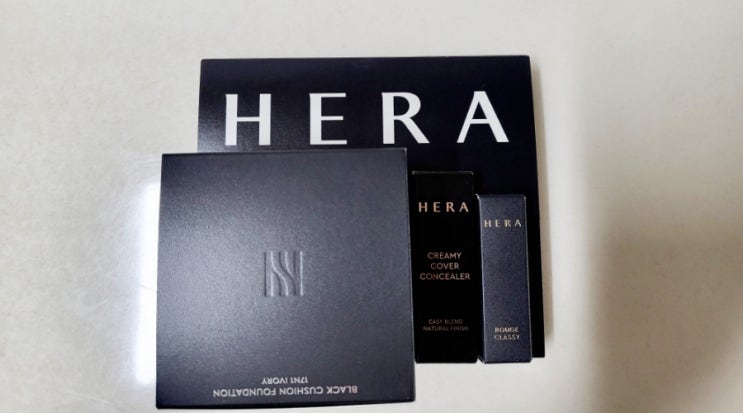 HERA
HERA
CREAMY
COVER
CONCEALER
EASY BLEND
NATURAL FINISH
HERA
ROUGE
CLASSY
BLACK CUSHION FOUNDATION
17N1 IVORY